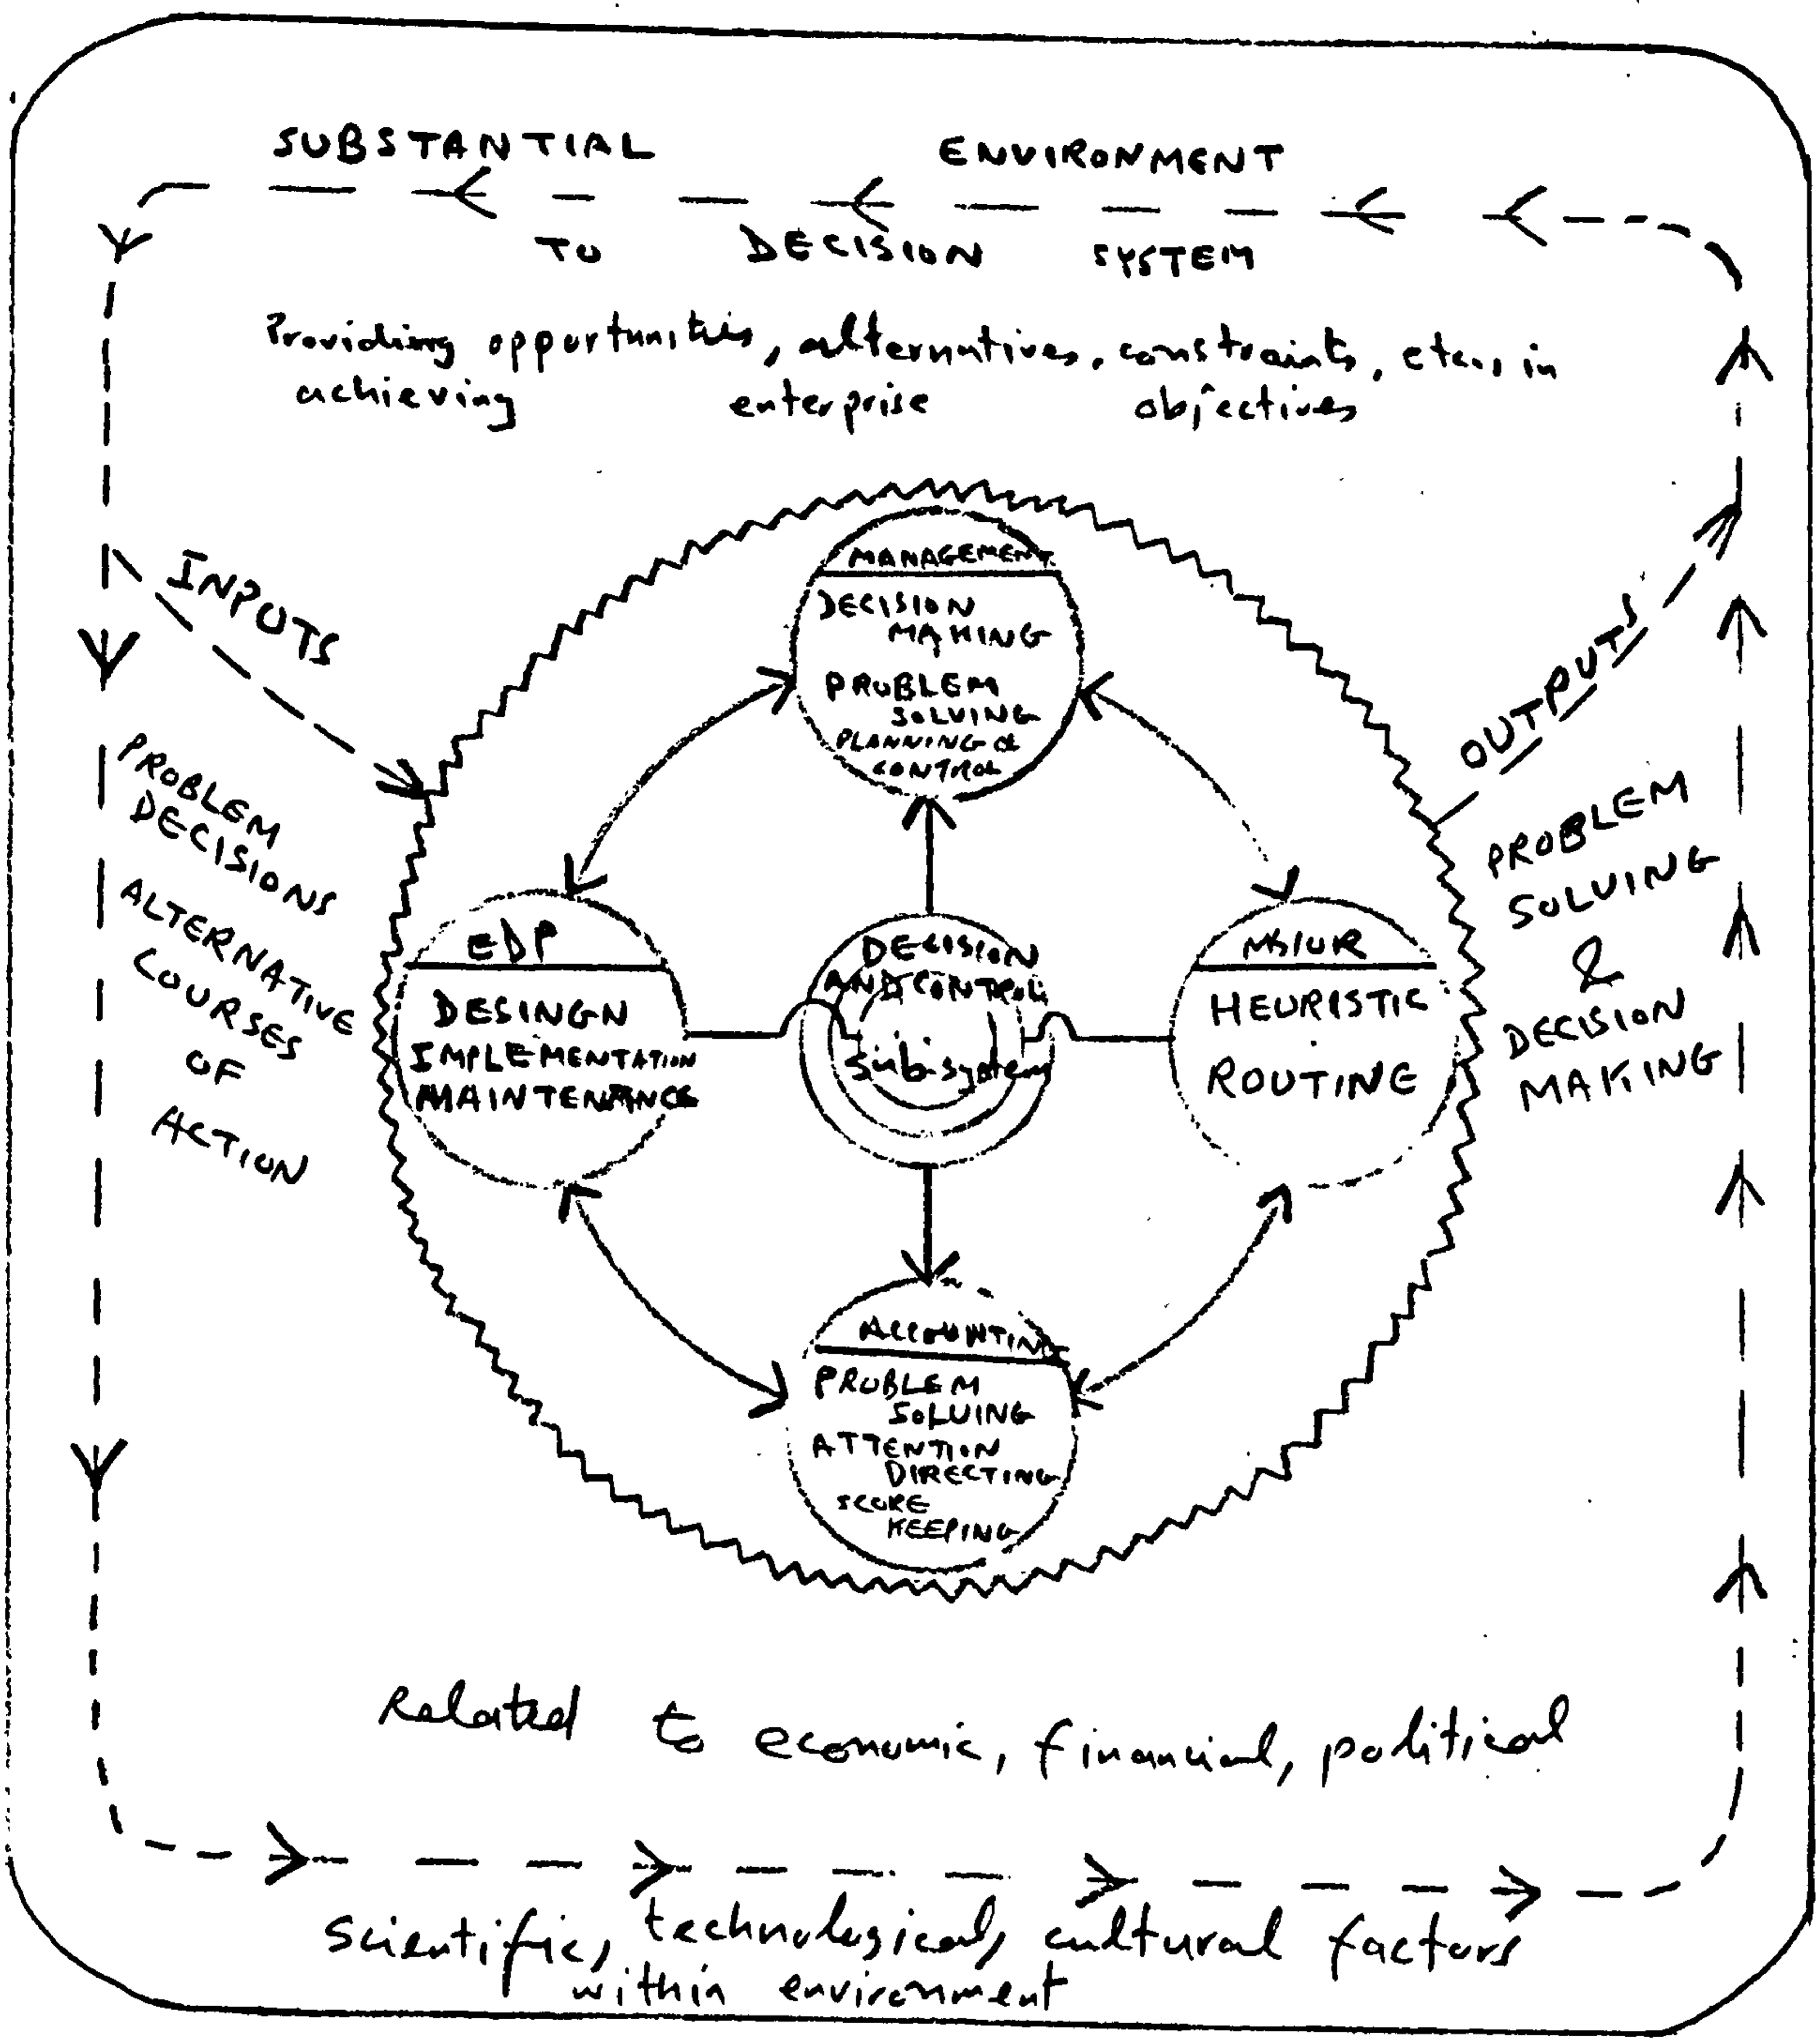 SUBSTANTIAL ENVIRONMENT
TO DECISION SYSTEM
Providing opportunities, alternatives, constraints, etc., in
achieving enterprise objectives
INPUTS
PROBLEM
DECISIONS
ALTERNATIVE
COURSES
OF
ACTION
MANAGEMENT
DECISION
MAKING
PROBLEM
SOLVING
PLANNING &
CONTROL
EDP
DESINGN
IMPLEMENTATION
MAINTENANCE
DECISION
AND CONTROL
Sub-system
HEURISTIC
ROUTINE
ACCOUNTING
PROBLEM
SOLVING
ATTENTION
DIRECTING
SCORE
KEEPING
OUTPUTS
PROBLEM
SOLVING
&
DECISION
MAKING
Related to economic, financial, political
scientific, technological, cultural factors
within environment